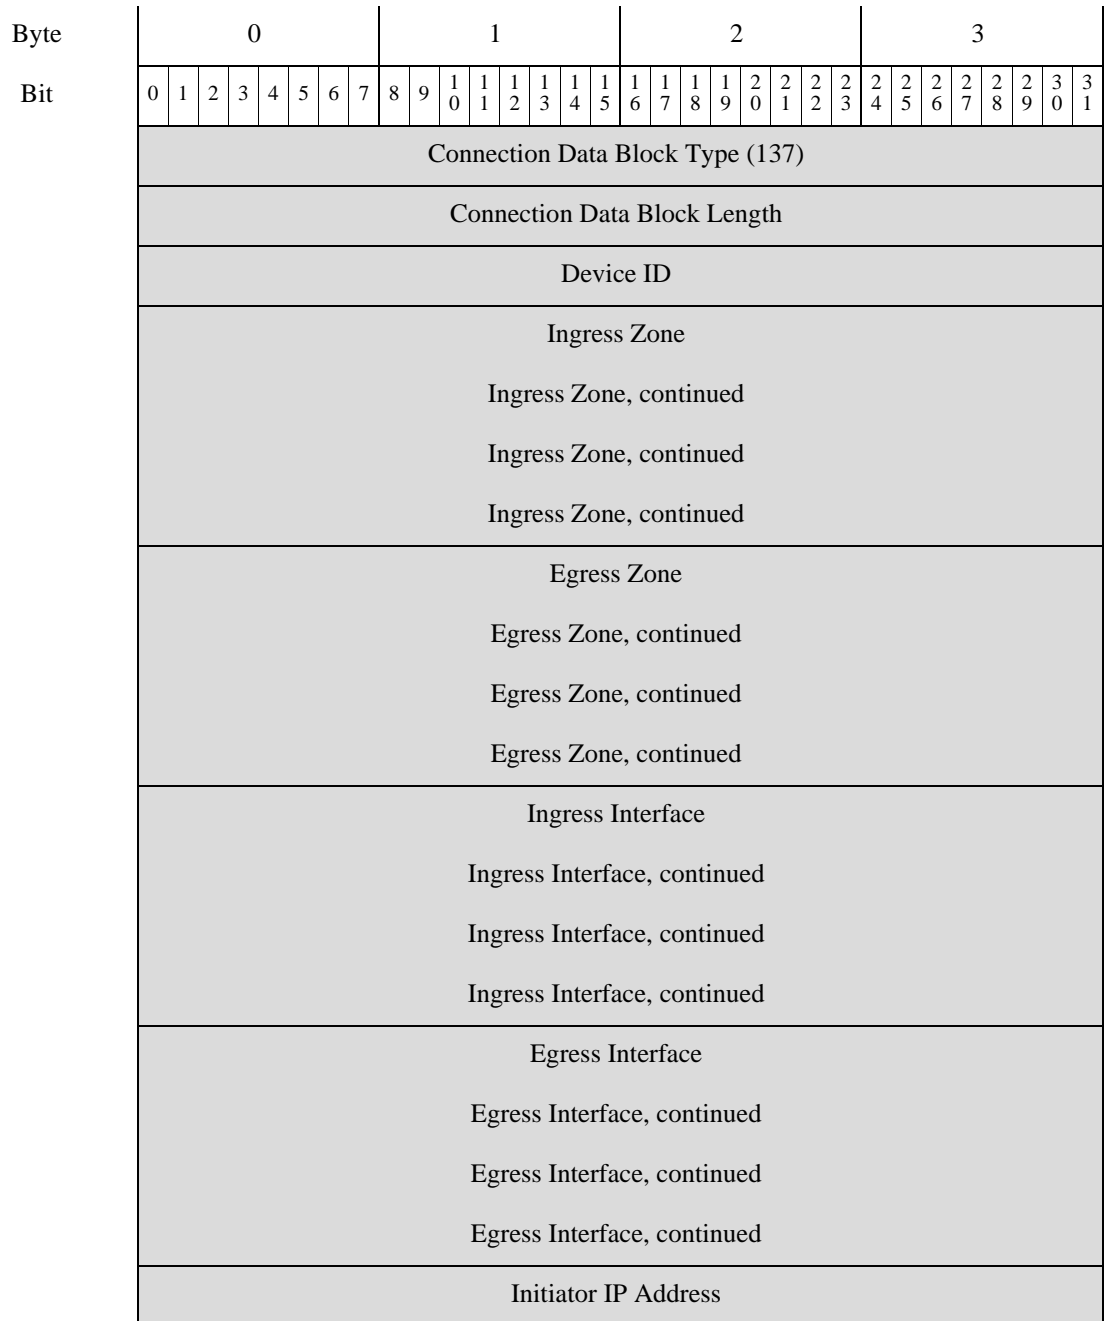 Byte 0 1 2 3
Bit 0 1 2 3 4 5 6 7 8 9 10 11 12 13 14 15 16 17 18 19 20 21 22 23 24 25 26 27 28 29 30 31
Connection Data Block Type (137)
Connection Data Block Length
Device ID
Ingress Zone
Ingress Zone, continued
Ingress Zone, continued
Ingress Zone, continued
Egress Zone
Egress Zone, continued
Egress Zone, continued
Egress Zone, continued
Ingress Interface
Ingress Interface, continued
Ingress Interface, continued
Ingress Interface, continued
Egress Interface
Egress Interface, continued
Egress Interface, continued
Egress Interface, continued
Initiator IP Address